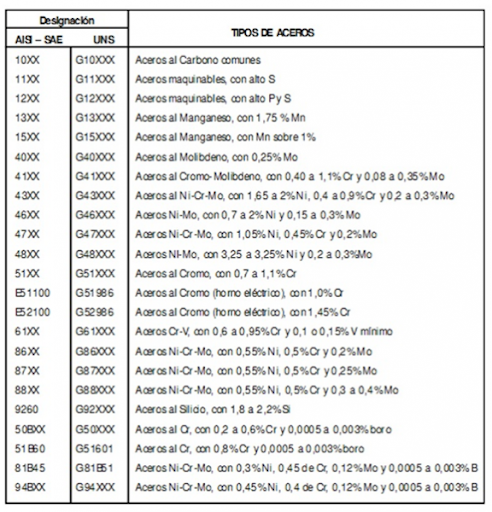 Designación
TIPOS DE ACEROS
AISI – SAE UNS
10XX G10XXX Aceros al Carbono comunes
11XX G11XXX Aceros maquinables, con alto S
12XX G12XXX Aceros maquinables, con alto P y S
13XX G13XXX Aceros al Manganeso, con 1,75 % Mn
15XX G15XXX Aceros al Manganeso, con Mn sobre 1%
40XX G40XXX Aceros al Molibdeno, con 0,25% Mo
41XX G41XXX Aceros al Cromo-Molibdeno, con 0,40 a 1,1% Cr y 0,08 a 0,35% Mo
43XX G43XXX Aceros al Ni-Cr-Mo, con 1,65 a 2% Ni, 0,4 a 0,9% Cr y 0,2 a 0,3% Mo
46XX G46XXX Aceros Ni-Mo, con 0,7 a 2% Ni y 0,15 a 0,3% Mo
47XX G47XXX Aceros Ni-Cr-Mo, con 1,05% Ni, 0,45% Cr y 0,2% Mo
48XX G48XXX Aceros NI-Mo, con 3,25 a 3,25% Ni y 0,2 a 0,3% Mo
51XX G51XXX Aceros al Cromo, con 0,7 a 1,1% Cr
E51100 G51986 Aceros al Cromo (horno eléctrico), con 1,0% Cr
E52100 G52986 Aceros al Cromo (horno eléctrico), con 1,45% Cr
61XX G61XXX Aceros Cr-V, con 0,6 a 0,95% Cr y 0,1 o 0,15% V mínimo
86XX G86XXX Aceros Ni-Cr-Mo, con 0,55% Ni, 0,5% Cr y 0,2% Mo
87XX G87XXX Aceros Ni-Cr-Mo, con 0,55% Ni, 0,5% Cr y 0,25% Mo
88XX G88XXX Aceros Ni-Cr-Mo, con 0,55% Ni, 0,5% Cr y 0,3 a 0,4% Mo
9260 G92XXX Aceros al Silicio, con 1,8 a 2,2% Si
50BXX G50XXX Aceros al Cr, con 0,2 a 0,6% Cr y 0,0005 a 0,003% boro
51B60 G51601 Aceros al Cr, con 0,8% Cr y 0,0005 a 0,003% boro
81B45 G81B51 Aceros Ni-Cr-Mo, con 0,3% Ni, 0,45 de Cr, 0,12% Mo y 0,0005 a 0,003% B
94BXX G94XXX Aceros Ni-Cr-Mo, con 0,45% Ni, 0,4 de Cr, 0,12% Mo y 0,0005 a 0,003% B